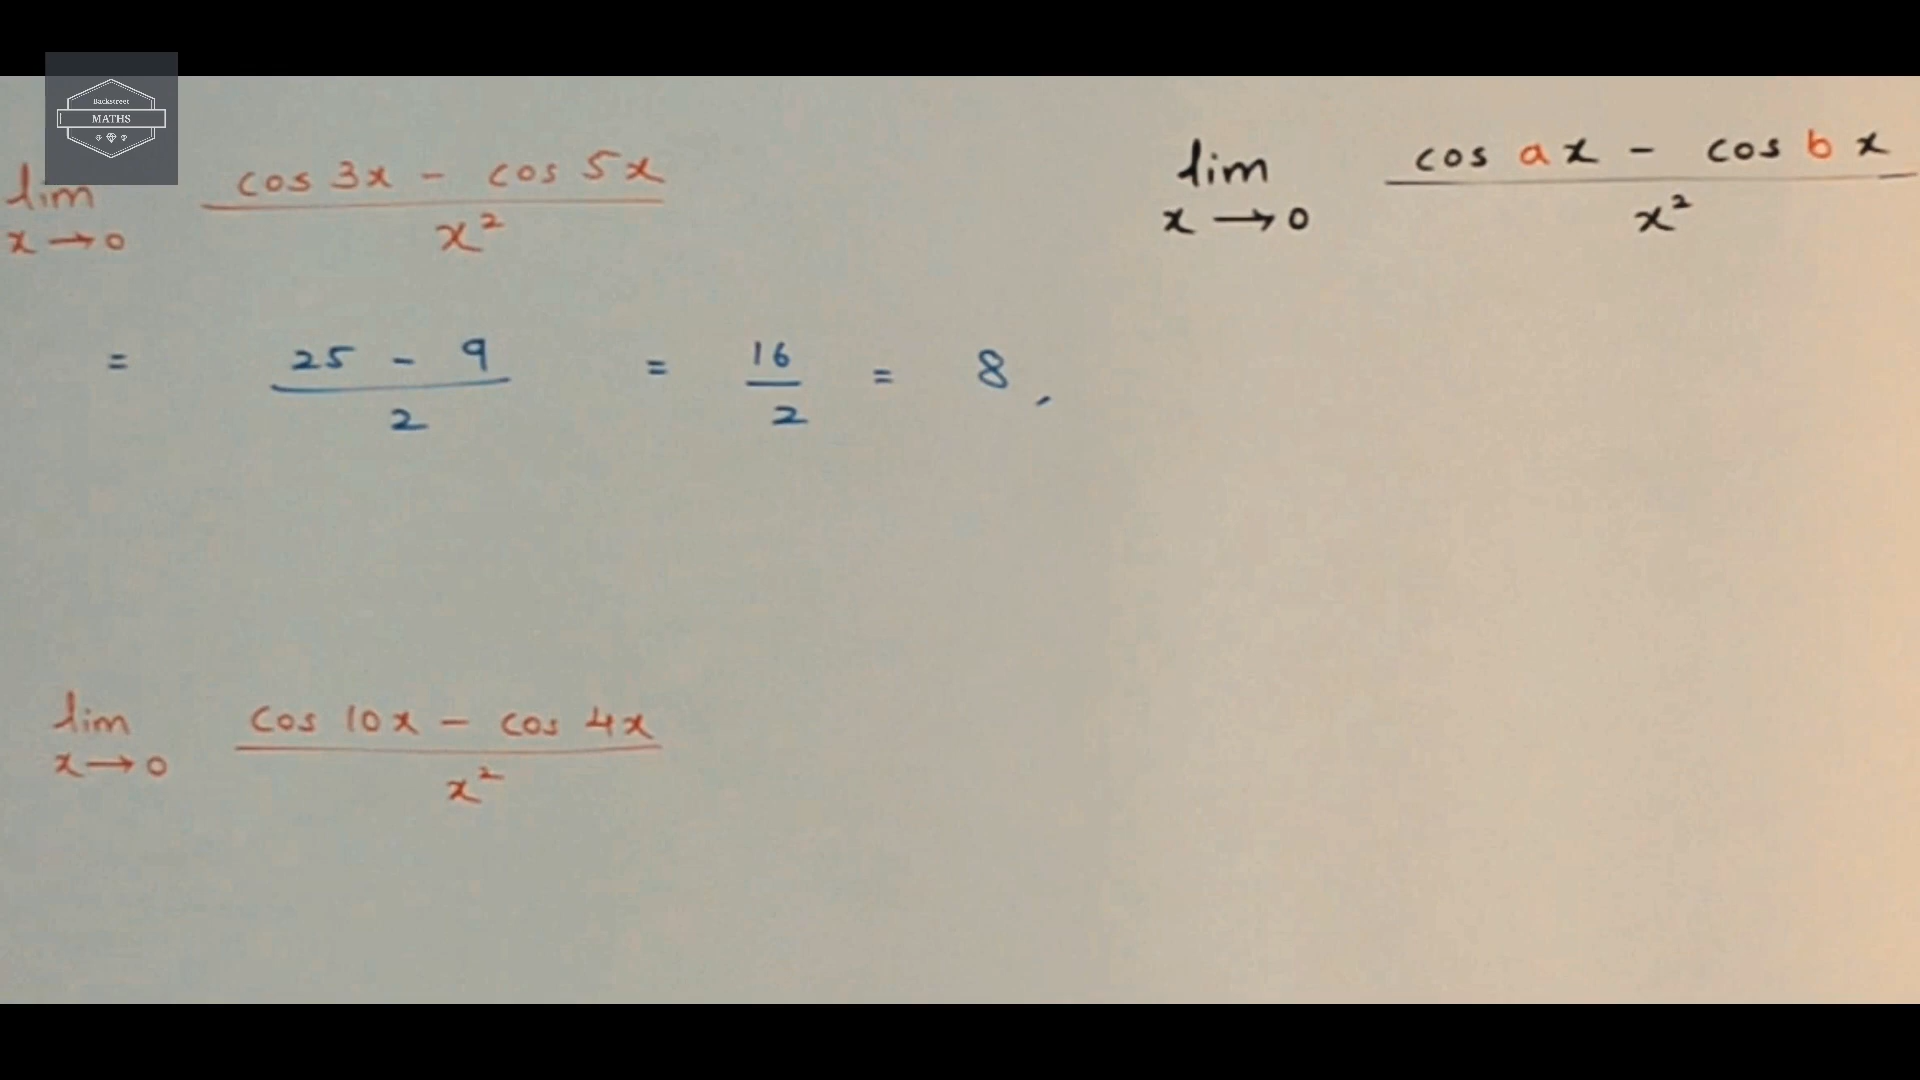 Backstreet
MATHS
lim x→0 (cos 3x - cos 5x) / x²
lim x→0 (cos ax - cos bx) / x²
= (25 - 9) / 2 = 16 / 2 = 8,
lim x→0 (cos 10x - cos 4x) / x²